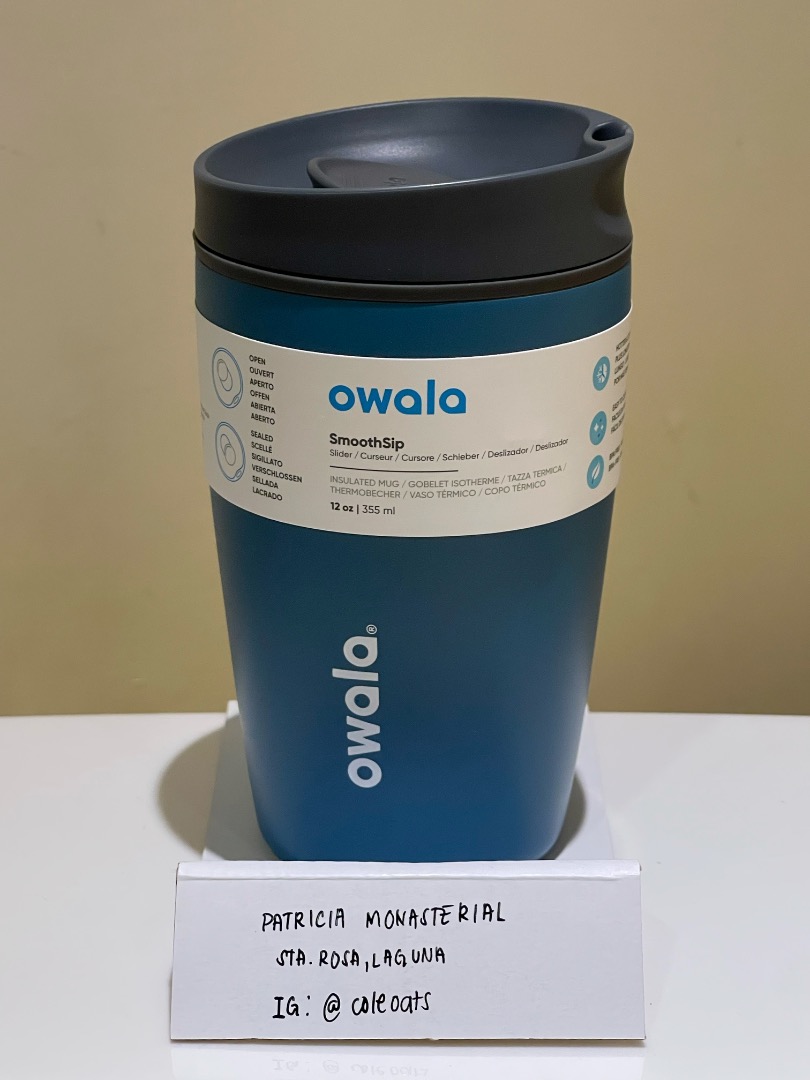 OPEN
OUVERT
APERTO
OFFEN
ABIERTA
ABERTO
SEALED
SCELLÉ
SIGILLATO
VERSCHLOSSEN
SELLADA
LACRADO
owala
SmoothSip
Slider / Curseur / Cursore / Schieber / Deslizador / Deslizador
INSULATED MUG / GOBELET ISOTHERME / TAZZA TERMICA /
THERMOBECHER / VASO TÉRMICO / COPO TÉRMICO
12 oz | 355 ml
owala®
PATRICIA MONASTERIAL
STA. ROSA, LAGUNA
IG: @ coleoats